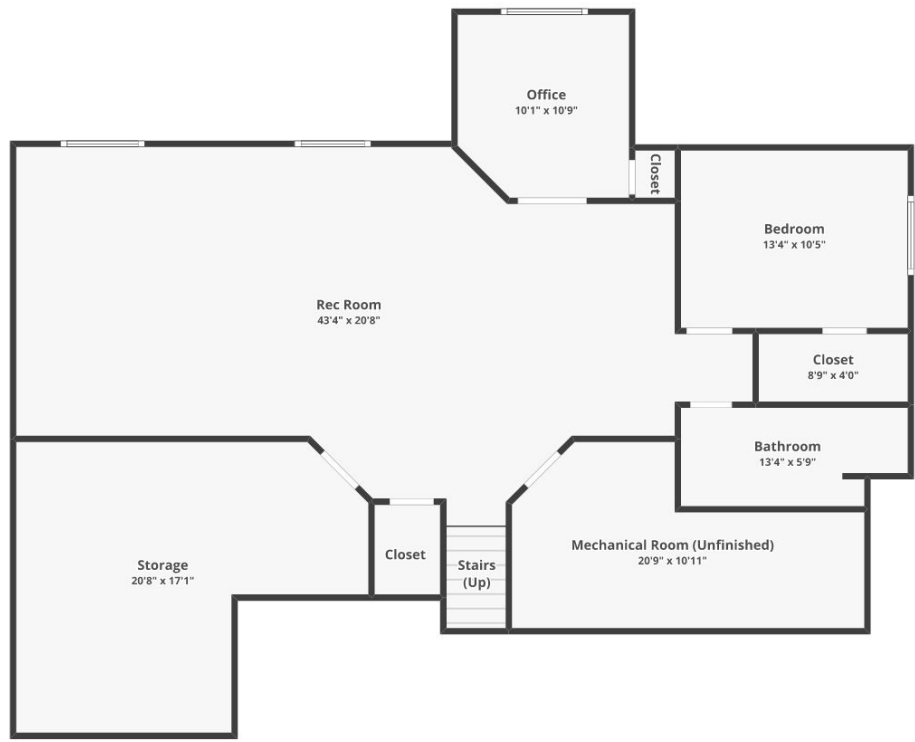 Office
10'1" x 10'9"
Closet
Bedroom
13'4" x 10'5"
Rec Room
43'4" x 20'8"
Closet
8'9" x 4'0"
Bathroom
13'4" x 5'9"
Storage
20'8" x 17'1"
Closet
Stairs
(Up)
Mechanical Room (Unfinished)
20'9" x 10'11"